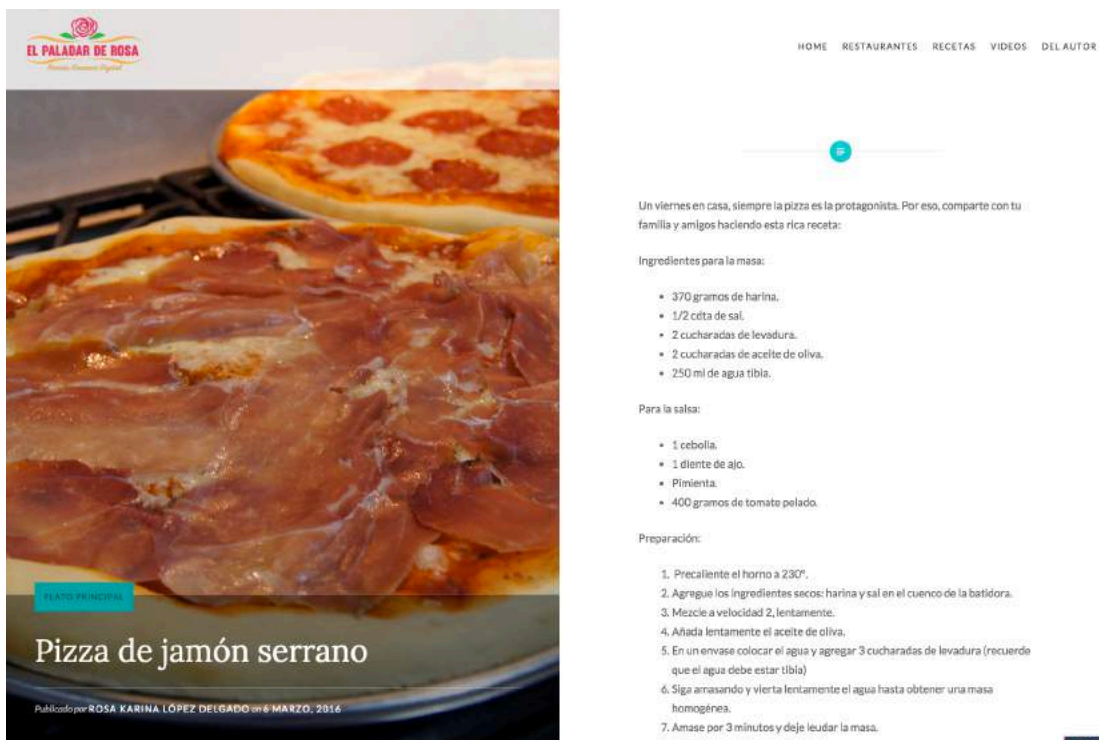 EL PALADAR DE ROSA
PLATO PRINCIPAL
Pizza de jamón serrano
Publicado por ROSA KARINA LÓPEZ DELGADO on 6 MARZO, 2016
HOME RESTAURANTES RECETAS VIDEOS DEL AUTOR
Un viernes en casa, siempre la pizza es la protagonista. Por eso, comparte con tu
familia y amigos haciendo esta rica receta:
Ingredientes para la masa:
• 370 gramos de harina.
• 1/2 cdta de sal.
• 2 cucharadas de levadura.
• 2 cucharadas de aceite de oliva.
• 250 ml de agua tibia.
Para la salsa:
• 1 cebolla.
• 1 diente de ajo.
• Pimienta.
• 400 gramos de tomate pelado.
Preparación:
1. Precaliente el horno a 230°.
2. Agregue los ingredientes secos: harina y sal en el cuenco de la batidora.
3. Mezcle a velocidad 2, lentamente.
4. Añada lentamente el aceite de oliva.
5. En un envase colocar el agua y agregar 3 cucharadas de levadura (recuerde
que el agua debe estar tibia)
6. Siga amasando y vierta lentamente el agua hasta obtener una masa
homogénea.
7. Amase por 3 minutos y deje leudar la masa.